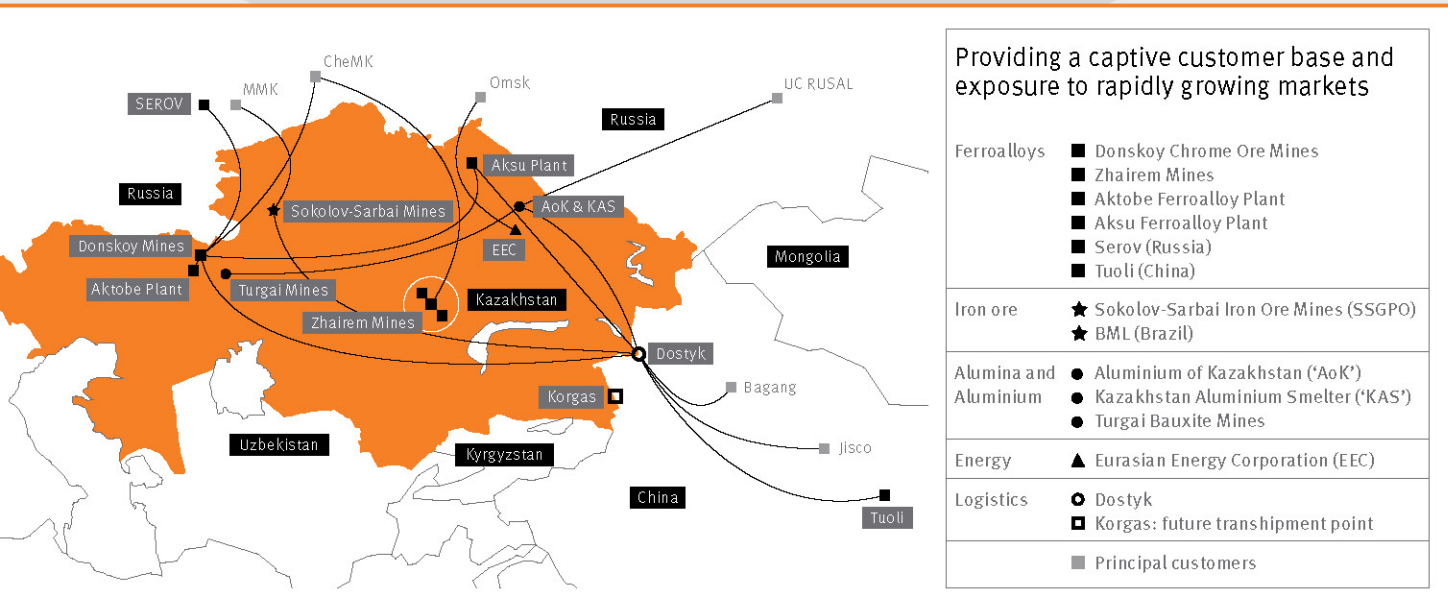 CheMK
MMK
Omsk
UC RUSAL
SEROV
Russia
Aksu Plant
Russia
Sokolov-Sarbai Mines
AoK & KAS
Donskoy Mines
EEC
Mongolia
Aktobe Plant
Turgai Mines
Kazakhstan
Zhairem Mines
Dostyk
Korgas
Bagang
Uzbekistan
Kyrgyzstan
Jisco
China
Tuoli
Providing a captive customer base and
exposure to rapidly growing markets
Ferroalloys
Donskoy Chrome Ore Mines
Zhairem Mines
Aktobe Ferroalloy Plant
Aksu Ferroalloy Plant
Serov (Russia)
Tuoli (China)
Iron ore
Sokolov-Sarbai Iron Ore Mines (SSGPO)
BML (Brazil)
Alumina and
Aluminium
Aluminium of Kazakhstan (‘AoK’)
Kazakhstan Aluminium Smelter (‘KAS’)
Turgai Bauxite Mines
Energy
Eurasian Energy Corporation (EEC)
Logistics
Dostyk
Korgas: future transhipment point
Principal customers